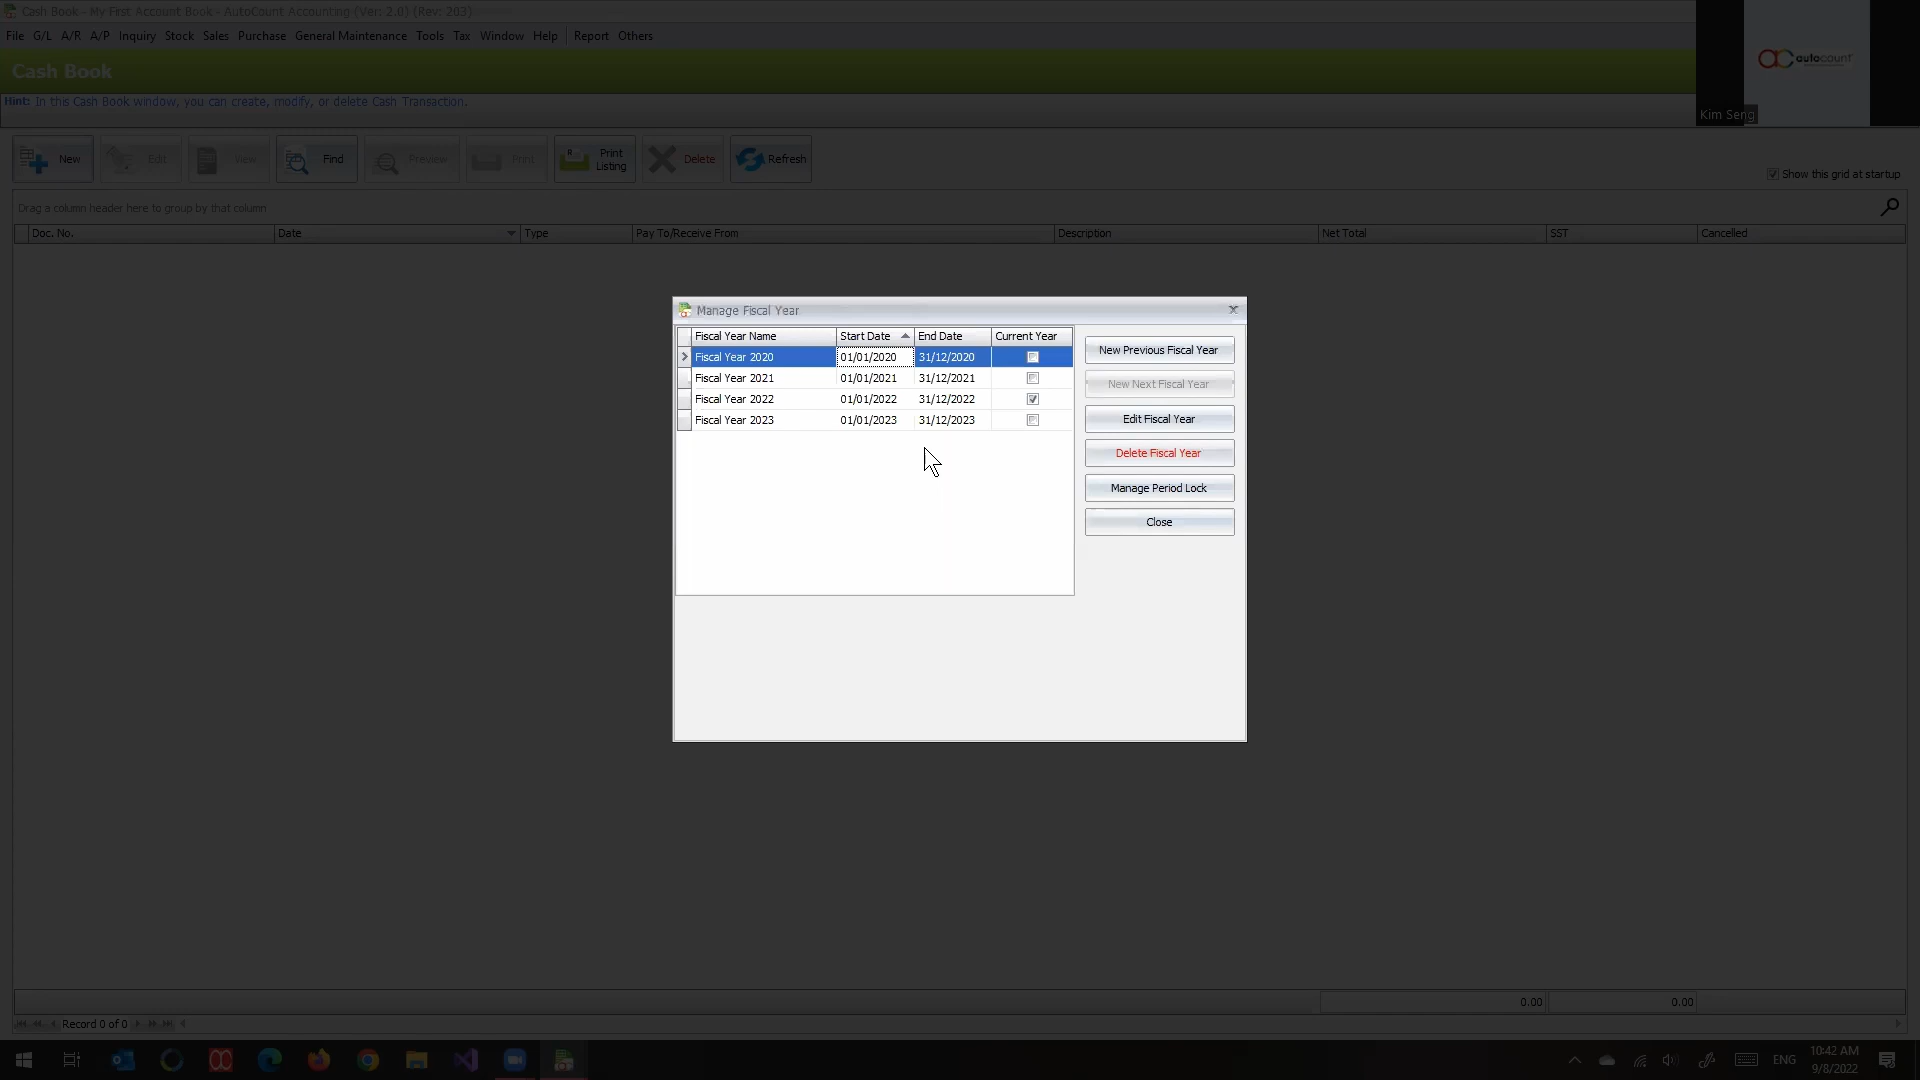 Cash Book - My First Account Book - AutoCount Accounting (Ver: 2.0) (Rev: 203)
File G/L A/R A/P Inquiry Stock Sales Purchase General Maintenance Tools Tax Window Help Report Others
Cash Book
autocount
Hint: In this Cash Book window, you can create, modify, or delete Cash Transaction.
Kim Seng
New Edit View Find Preview Print Print Listing Delete Refresh
Show this grid at startup
Drag a column header here to group by that column
Doc. No. Date Type Pay To/Receive From Description Net Total SST Cancelled
Manage Fiscal Year
Fiscal Year Name Start Date End Date Current Year
Fiscal Year 2020 01/01/2020 31/12/2020
Fiscal Year 2021 01/01/2021 31/12/2021
Fiscal Year 2022 01/01/2022 31/12/2022
Fiscal Year 2023 01/01/2023 31/12/2023
New Previous Fiscal Year
New Next Fiscal Year
Edit Fiscal Year
Delete Fiscal Year
Manage Period Lock
Close
0.00 0.00
Record 0 of 0
ENG
10:42 AM
9/8/2022